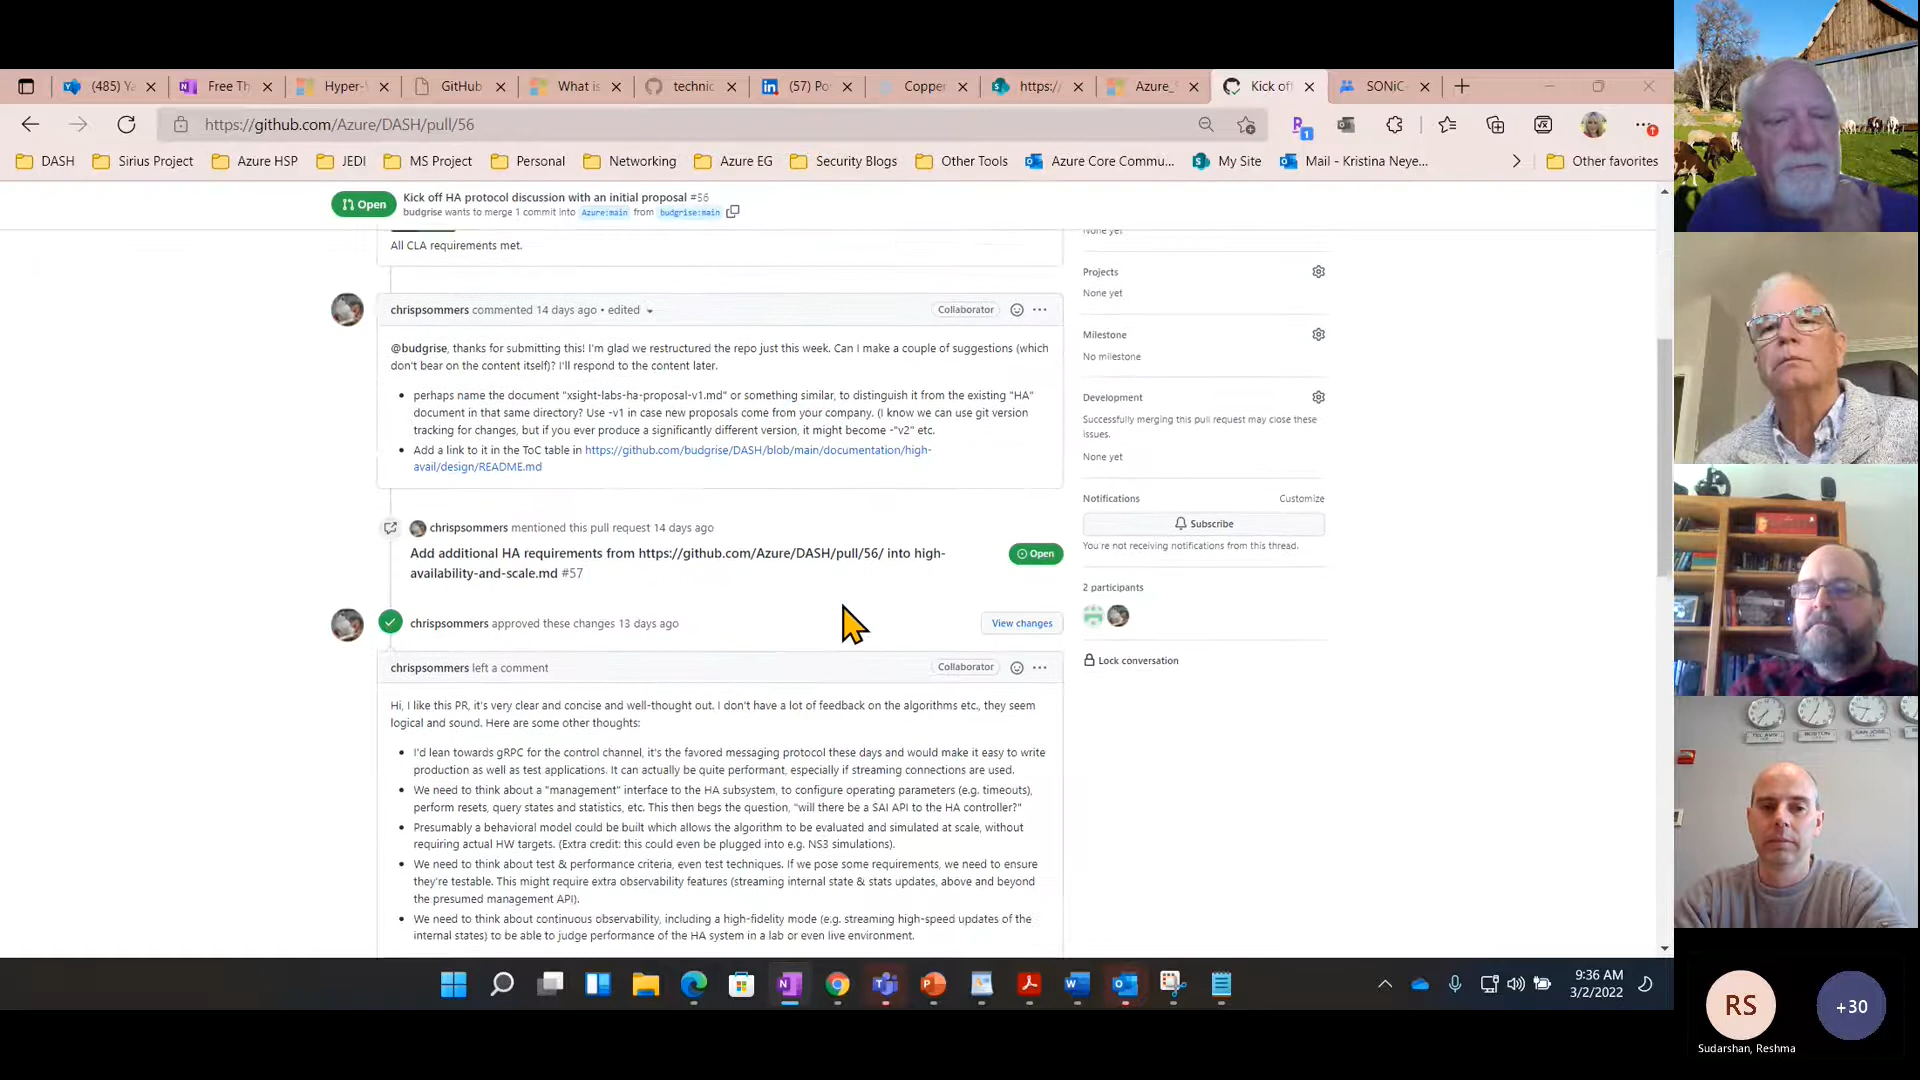 (485) Ya
Free Th
Hyper-V
GitHub
What is
technic
(57) Po
Copper
https:/
Azure_S
Kick off
SONiC
https://github.com/Azure/DASH/pull/56
1
DASH
Sirius Project
Azure HSP
JEDI
MS Project
Personal
Networking
Azure EG
Security Blogs
Other Tools
Azure Core Commu...
My Site
Mail - Kristina Neye...
Other favorites
Open
Kick off HA protocol discussion with an initial proposal #56
budgrise wants to merge 1 commit into Azure:main from budgrise:main
All CLA requirements met.
chrispsommers commented 14 days ago • edited
Collaborator
@budgrise, thanks for submitting this! I'm glad we restructured the repo just this week. Can I make a couple of suggestions (which
don't bear on the content itself)? I'll respond to the content later.
• perhaps name the document "xsight-labs-ha-proposal-v1.md" or something similar, to distinguish it from the existing "HA"
document in that same directory? Use -v1 in case new proposals come from your company. (I know we can use git version
tracking for changes, but if you ever produce a significantly different version, it might become -"v2" etc.
• Add a link to it in the ToC table in https://github.com/budgrise/DASH/blob/main/documentation/high-
avail/design/README.md
chrispsommers mentioned this pull request 14 days ago
Add additional HA requirements from https://github.com/Azure/DASH/pull/56/ into high-
availability-and-scale.md #57
Open
chrispsommers approved these changes 13 days ago
View changes
chrispsommers left a comment
Collaborator
Hi, I like this PR, it's very clear and concise and well-thought out. I don't have a lot of feedback on the algorithms etc., they seem
logical and sound. Here are some other thoughts:
• I'd lean towards gRPC for the control channel, it's the favored messaging protocol these days and would make it easy to write
production as well as test applications. It can actually be quite performant, especially if streaming connections are used.
• We need to think about a "management" interface to the HA subsystem, to configure operating parameters (e.g. timeouts),
perform resets, query states and statistics, etc. This then begs the question, "will there be a SAI API to the HA controller?"
• Presumably a behavioral model could be built which allows the algorithm to be evaluated and simulated at scale, without
requiring actual HW targets. (Extra credit: this could even be plugged into e.g. NS3 simulations).
• We need to think about test & performance criteria, even test techniques. If we pose some requirements, we need to ensure
they're testable. This might require extra observability features (streaming internal state & stats updates, above and beyond
the presumed management API).
• We need to think about continuous observability, including a high-fidelity mode (e.g. streaming high-speed updates of the
internal states) to be able to judge performance of the HA system in a lab or even live environment.
None yet
Projects
None yet
Milestone
No milestone
Development
Successfully merging this pull request may close these
issues.
None yet
Notifications
Customize
Subscribe
You're not receiving notifications from this thread.
2 participants
Lock conversation
9:36 AM
3/2/2022
TEL AVIV
BOSTON
SAN JOSE
RS
+30
Sudarshan, Reshma